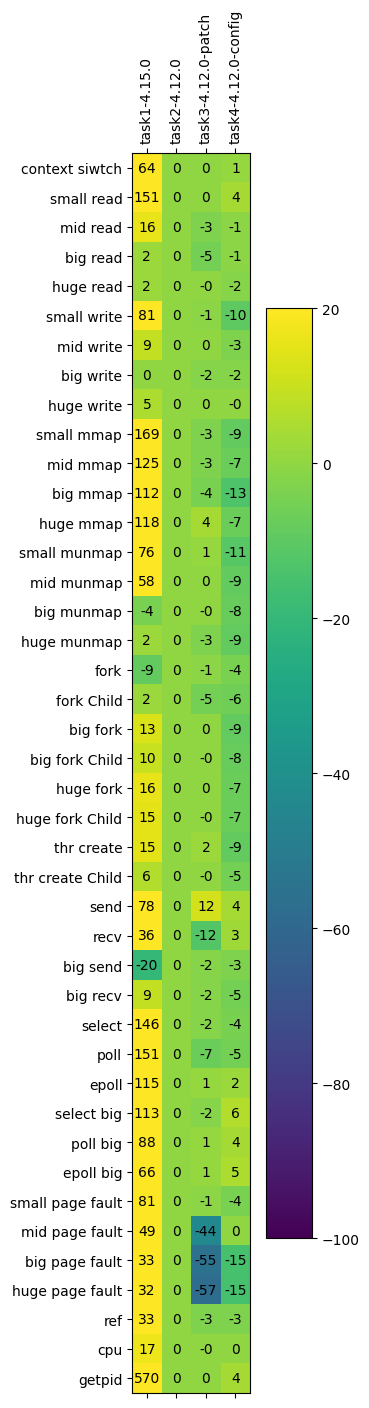 task1-4.15.0 task2-4.12.0 task3-4.12.0-patch task4-4.12.0-config
context siwtch 64 0 0 1
small read 151 0 0 4
mid read 16 0 -3 -1
big read 2 0 -5 -1
huge read 2 0 -0 -2
small write 81 0 -1 -10
mid write 9 0 0 -3
big write 0 0 -2 -2
huge write 5 0 0 -0
small mmap 169 0 -3 -9
mid mmap 125 0 -3 -7
big mmap 112 0 -4 -13
huge mmap 118 0 4 -7
small munmap 76 0 1 -11
mid munmap 58 0 0 -9
big munmap -4 0 -0 -8
huge munmap 2 0 -3 -9
fork -9 0 -1 -4
fork Child 2 0 -5 -6
big fork 13 0 0 -9
big fork Child 10 0 -0 -8
huge fork 16 0 0 -7
huge fork Child 15 0 -0 -7
thr create 15 0 2 -9
thr create Child 6 0 -0 -5
send 78 0 12 4
recv 36 0 -12 3
big send -20 0 -2 -3
big recv 9 0 -2 -5
select 146 0 -2 -4
poll 151 0 -7 -5
epoll 115 0 1 2
select big 113 0 -2 6
poll big 88 0 1 4
epoll big 66 0 1 5
small page fault 81 0 -1 -4
mid page fault 49 0 -44 0
big page fault 33 0 -55 -15
huge page fault 32 0 -57 -15
ref 33 0 -3 -3
cpu 17 0 -0 0
getpid 570 0 0 4
20
0
−20
−40
−60
−80
−100